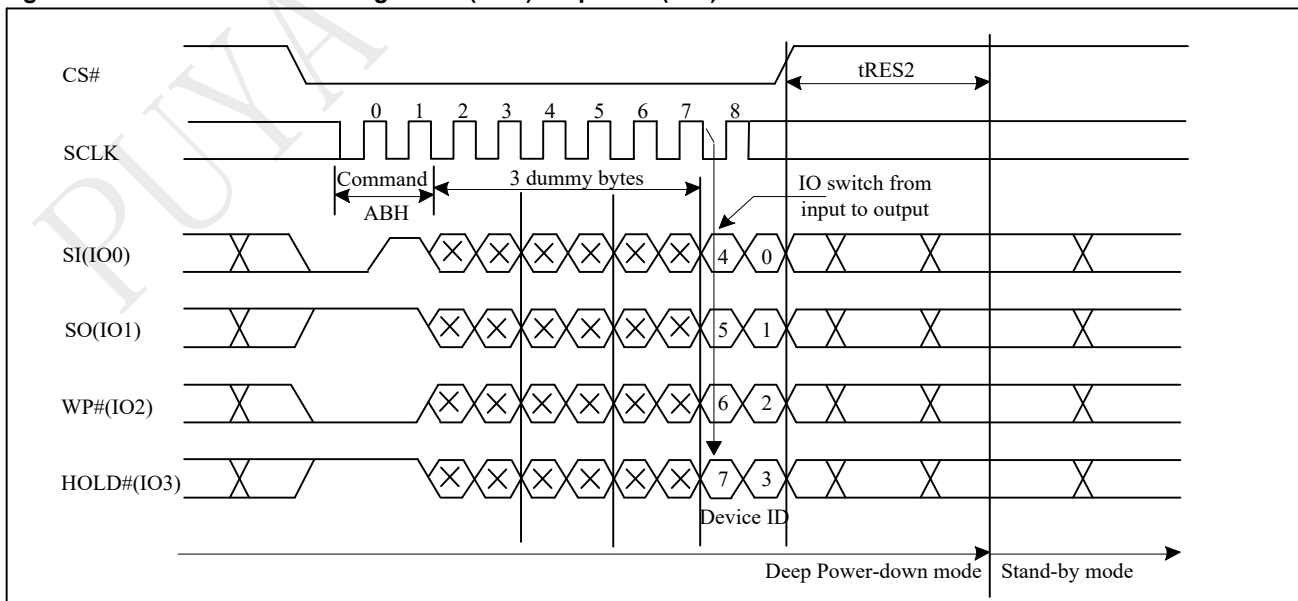 PUYA
CS#
tRES2
0 1 2 3 4 5 6 7 8
SCLK
Command
3 dummy bytes
IO switch from
input to output
ABH
SI(IO0)
4 0
SO(IO1)
5 1
WP#(IO2)
6 2
HOLD#(IO3)
7 3
Device ID
Deep Power-down mode
Stand-by mode